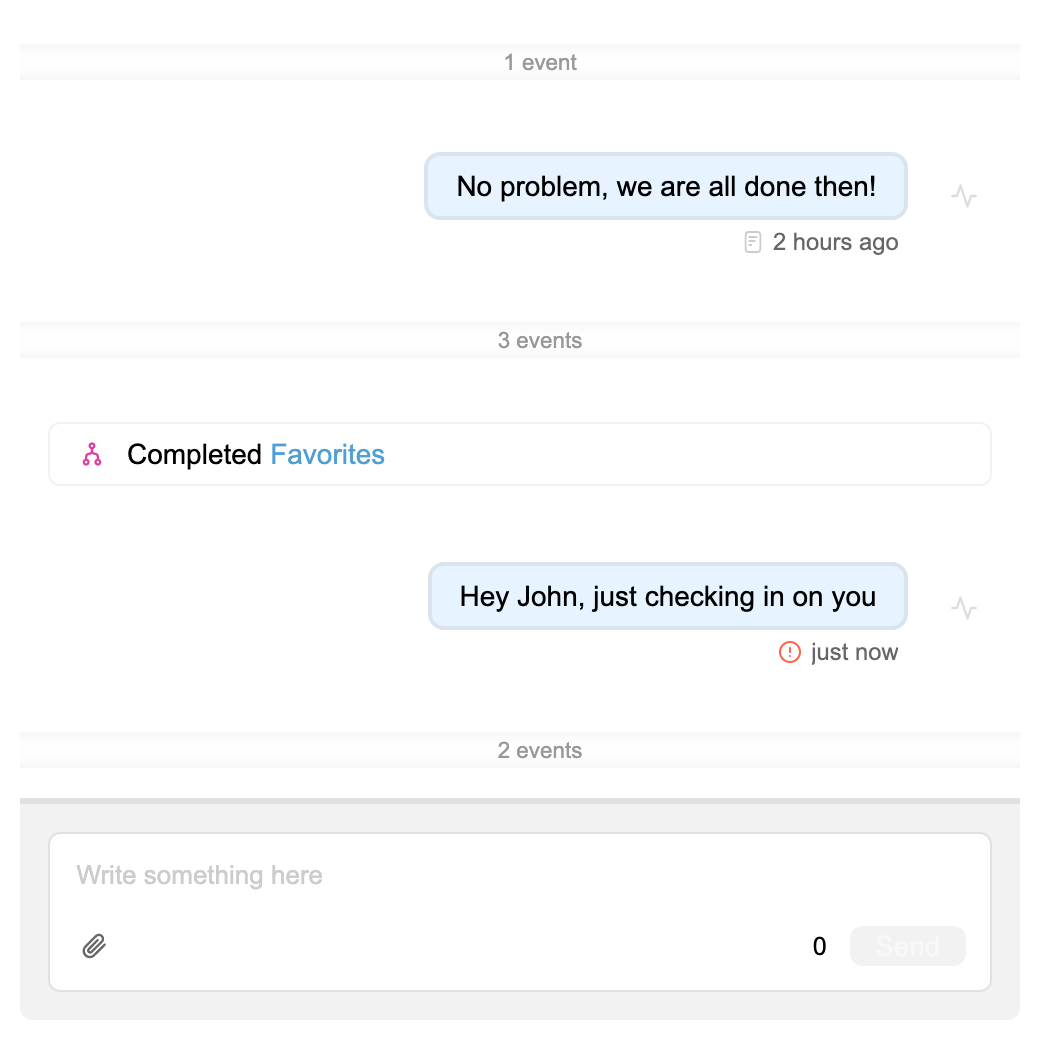 1 event
No problem, we are all done then!
2 hours ago
3 events
Completed Favorites
Hey John, just checking in on you
just now
2 events
Write something here
0 Send